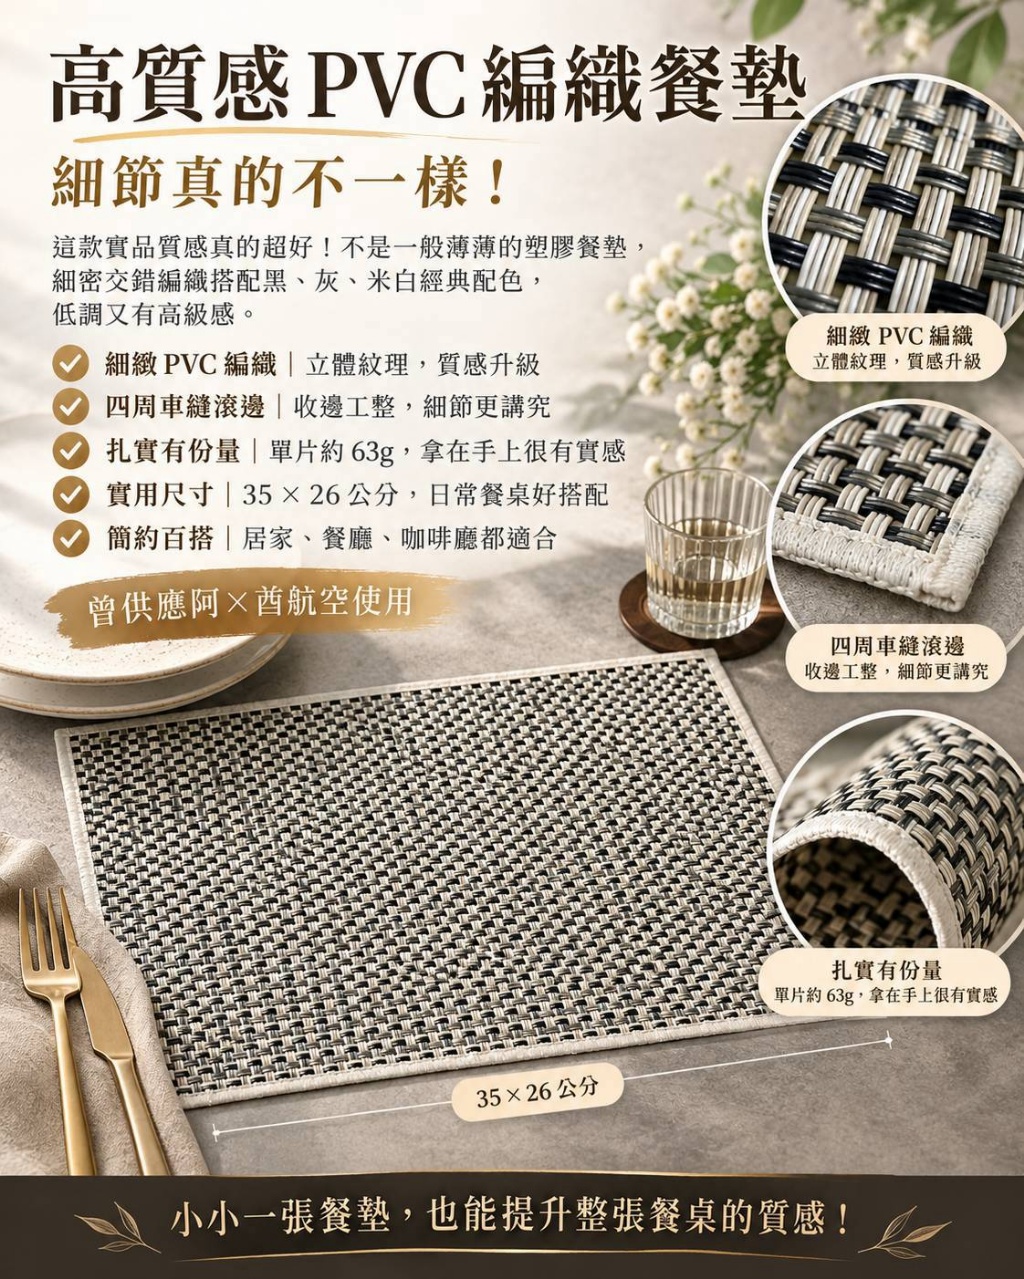 高質感 PVC 編織餐墊
細節真的不一樣！
這款實品質感真的超好！不是一般薄薄的塑膠餐墊，
細密交錯編織搭配黑、灰、米白經典配色，
低調又有高級感。
細緻 PVC 編織｜立體紋理，質感升級
四周車縫滾邊｜收邊工整，細節更講究
扎實有份量｜單片約 63g，拿在手上很有實感
實用尺寸｜35 × 26 公分，日常餐桌好搭配
簡約百搭｜居家、餐廳、咖啡廳都適合
曾供應阿×酋航空使用
細緻 PVC 編織
立體紋理，質感升級
四周車縫滾邊
收邊工整，細節更講究
扎實有份量
單片約 63g，拿在手上很有實感
35 × 26 公分
小小一張餐墊，也能提升整張餐桌的質感！